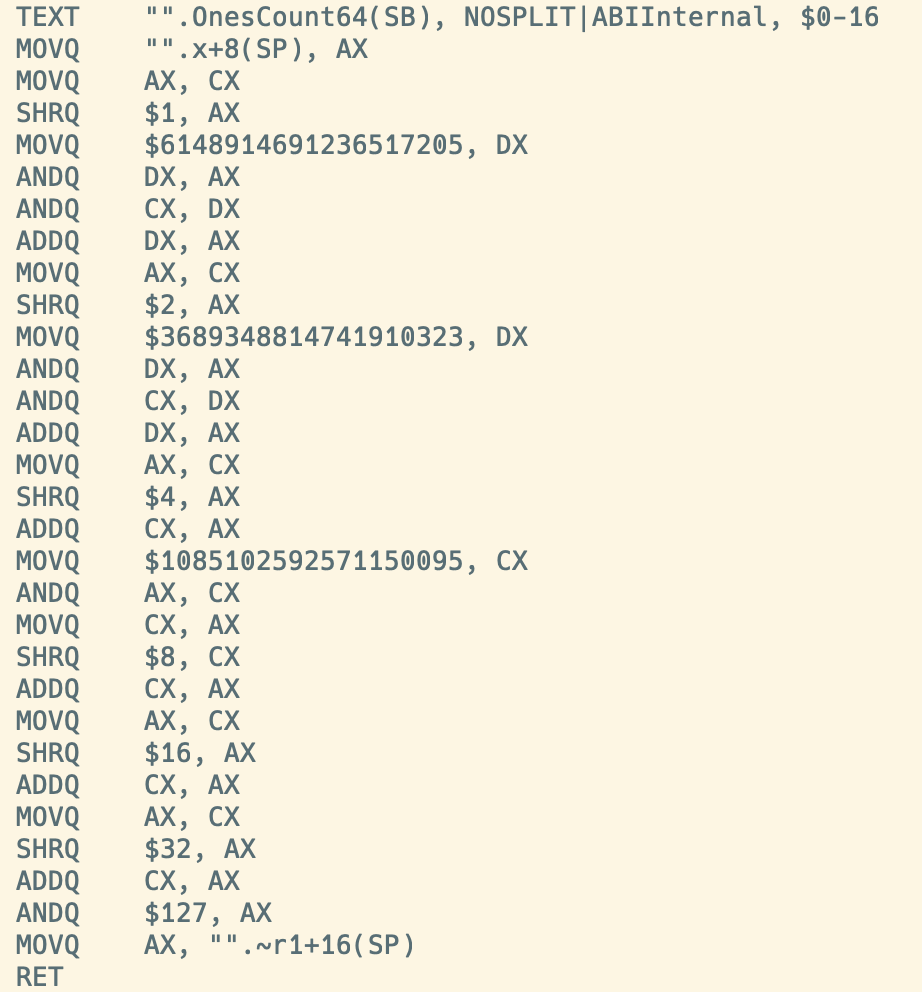 TEXT "".OnesCount64(SB), NOSPLIT|ABIInternal, $0-16
MOVQ "".x+8(SP), AX
MOVQ AX, CX
SHRQ $1, AX
MOVQ $6148914691236517205, DX
ANDQ DX, AX
ANDQ CX, DX
ADDQ DX, AX
MOVQ AX, CX
SHRQ $2, AX
MOVQ $3689348814741910323, DX
ANDQ DX, AX
ANDQ CX, DX
ADDQ DX, AX
MOVQ AX, CX
SHRQ $4, AX
ADDQ CX, AX
MOVQ $1085102592571150095, CX
ANDQ AX, CX
MOVQ CX, AX
SHRQ $8, CX
ADDQ CX, AX
MOVQ AX, CX
SHRQ $16, AX
ADDQ CX, AX
MOVQ AX, CX
SHRQ $32, AX
ADDQ CX, AX
ANDQ $127, AX
MOVQ AX, "".~r1+16(SP)
RET